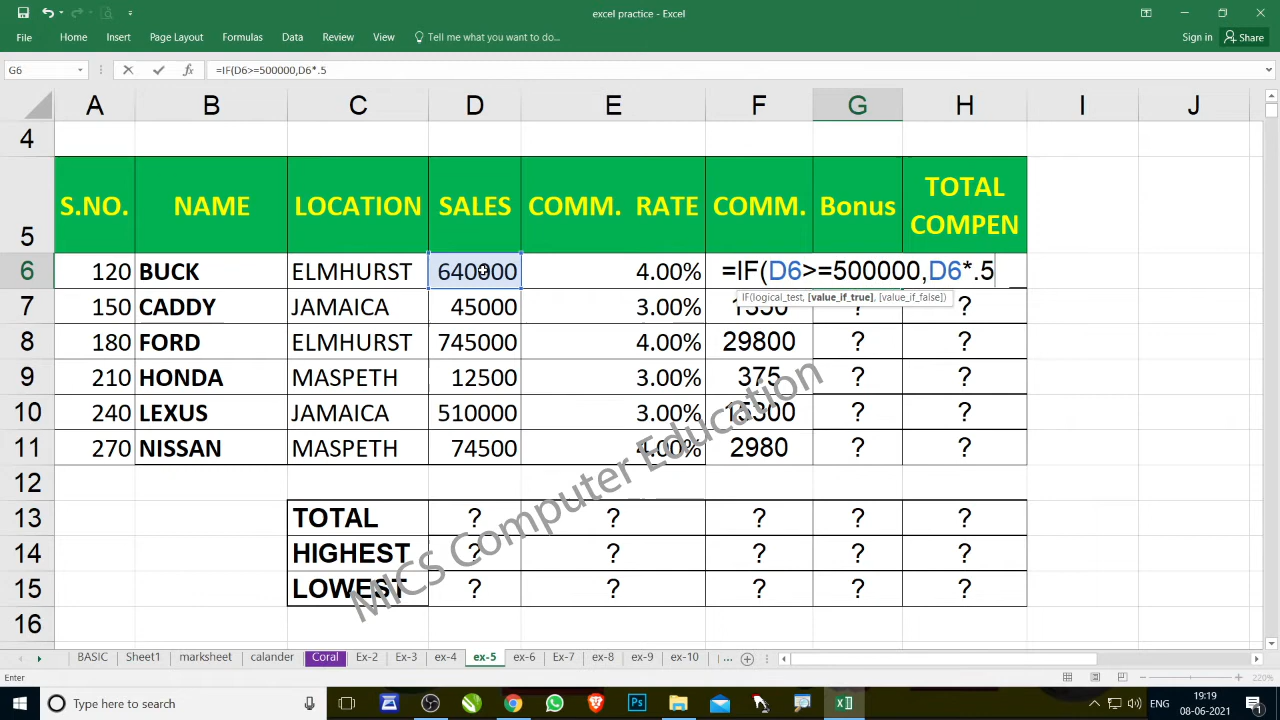 excel practice - Excel
File Home Insert Page Layout Formulas Data Review View Tell me what you want to do... Sign in Share
G6 fx =IF(D6>=500000,D6*.5
A B C D E F G H I J
4
5 S.NO. NAME LOCATION SALES COMM. RATE COMM. Bonus TOTAL COMPEN
6 120 BUCK ELMHURST 640000 4.00% =IF(D6>=500000,D6*.5
IF(logical_test, [value_if_true], [value_if_false])
7 150 CADDY JAMAICA 45000 3.00% 1350 ? ?
8 180 FORD ELMHURST 745000 4.00% 29800 ? ?
9 210 HONDA MASPETH 12500 3.00% 375 ? ?
10 240 LEXUS JAMAICA 510000 3.00% 15300 ? ?
11 270 NISSAN MASPETH 74500 4.00% 2980 ? ?
12
13 TOTAL ? ? ? ? ?
14 HIGHEST ? ? ? ? ?
15 LOWEST ? ? ? ? ?
16
MICS Computer Education
BASIC Sheet1 marksheet calander Coral Ex-2 Ex-3 ex-4 ex-5 ex-6 Ex-7 ex-8 ex-9 ex-10 ...
Enter 220%
Type here to search
ENG 19:19
08-06-2021